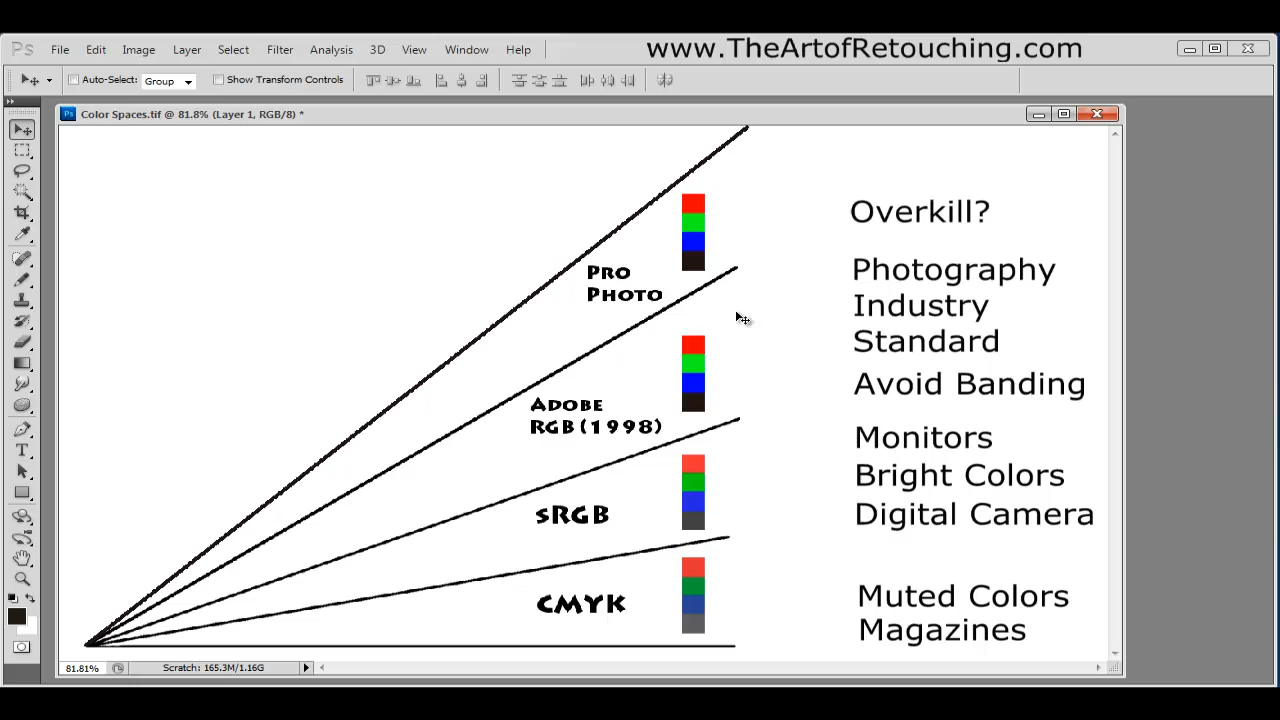 Ps File Edit Image Layer Select Filter Analysis 3D View Window Help
www.TheArtofRetouching.com
Auto-Select: Group Show Transform Controls
Color Spaces.tif @ 81.8% (Layer 1, RGB/8) *
Overkill?
Pro
Photo
Photography
Industry
Standard
Avoid Banding
Adobe
RGB(1998)
Monitors
Bright Colors
Digital Camera
sRGB
CMYK
Muted Colors
Magazines
81.81% Scratch: 165.3M/1.16G